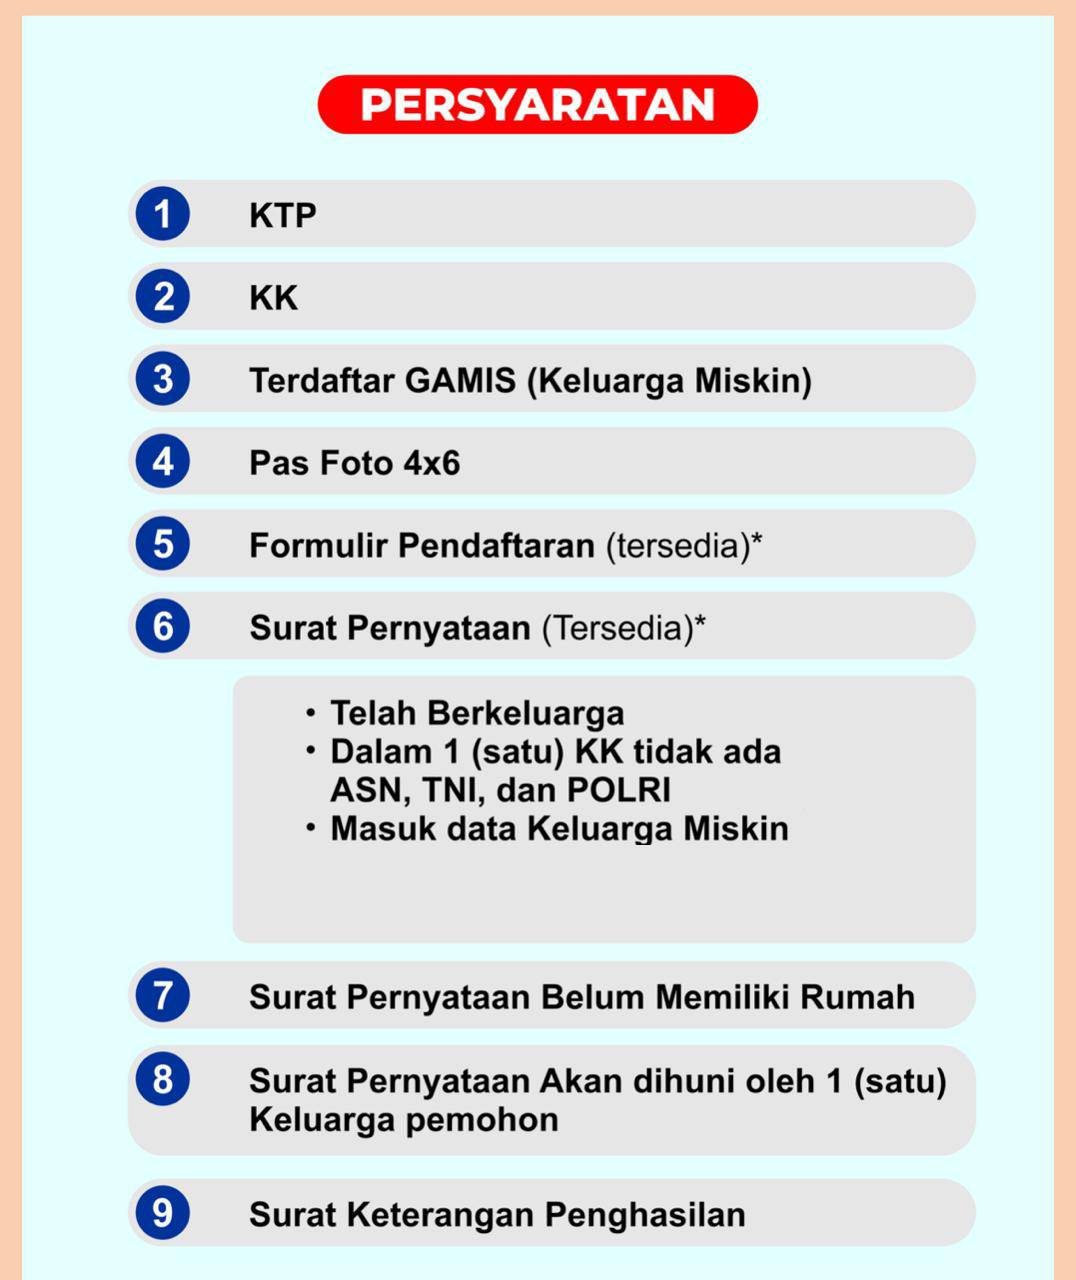 PERSYARATAN
1 KTP
2 KK
3 Terdaftar GAMIS (Keluarga Miskin)
4 Pas Foto 4x6
5 Formulir Pendaftaran (tersedia)*
6 Surat Pernyataan (Tersedia)*
• Telah Berkeluarga
• Dalam 1 (satu) KK tidak ada
ASN, TNI, dan POLRI
• Masuk data Keluarga Miskin
7 Surat Pernyataan Belum Memiliki Rumah
8 Surat Pernyataan Akan dihuni oleh 1 (satu)
Keluarga pemohon
9 Surat Keterangan Penghasilan